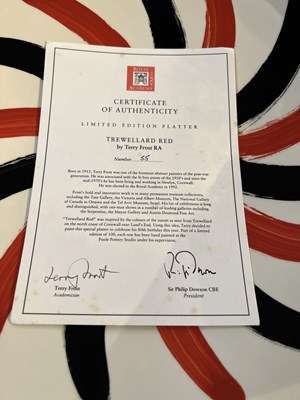 ROYAL
ACADEMY
CERTIFICATE
OF AUTHENTICITY
LIMITED EDITION PLATTER
TREWELLARD RED
by Terry Frost RA
Number 55
Born in 1915, Terry Frost is one of the foremost abstract painters of the post-war
generation. He was associated with the St Ives artists of the 1950's and since the
mid-1970's he has been living and working in Newlyn, Cornwall.
He was elected to the Royal Academy in 1992.
Frost's bold and innovative work is in many permanent museum collections,
including the Tate Gallery, the Victoria and Albert Museum, The National Gallery
of Canada in Ottawa and the Tel Aviv Museum, Israel. His list of exhibitions is long
and distinguished, with one-man shows in a number of leading galleries including
the Serpentine, the Mayor Gallery and Austin Desmond Fine Art.
"Trewellard Red" was inspired by the colours of the sunset as seen from Trewellard
on the north coast of Cornwall near Land's End. Using this idea, Terry decided to
paint this special platter to celebrate his 80th birthday this year. Part of a limited
edition of 100, each one has been hand painted at the
Poole Pottery Studio under his supervision.
Terry Frost
Terry Frost
Academician
Sir Philip Dowson CBE
President